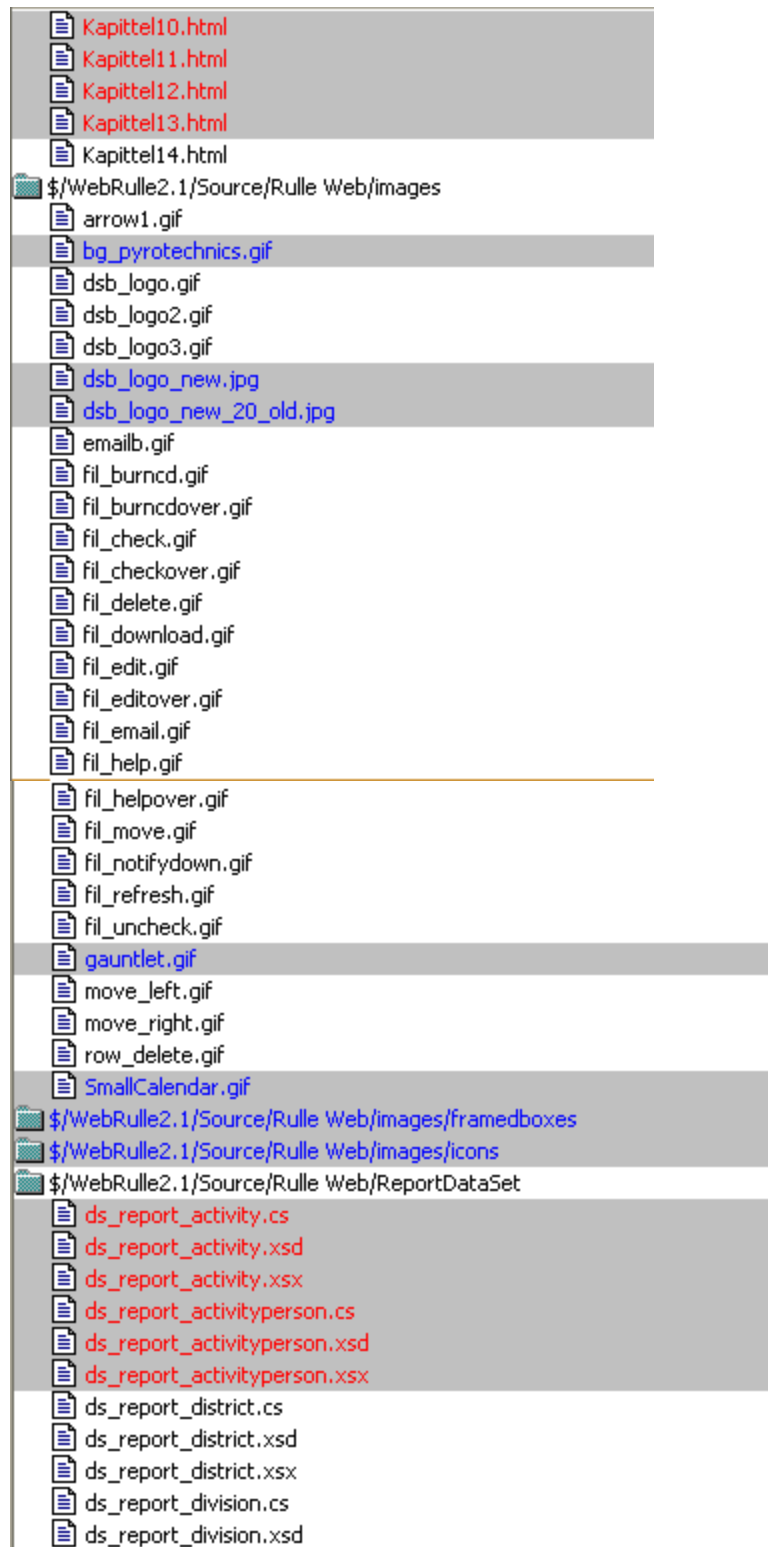 Kapittel10.html
Kapittel11.html
Kapittel12.html
Kapittel13.html
Kapittel14.html
$/WebRulle2.1/Source/Rulle Web/images
arrow1.gif
bg_pyrotechnics.gif
dsb_logo.gif
dsb_logo2.gif
dsb_logo3.gif
dsb_logo_new.jpg
dsb_logo_new_20_old.jpg
emailb.gif
fil_burncd.gif
fil_burncdover.gif
fil_check.gif
fil_checkover.gif
fil_delete.gif
fil_download.gif
fil_edit.gif
fil_editover.gif
fil_email.gif
fil_help.gif
fil_helpover.gif
fil_move.gif
fil_notifydown.gif
fil_refresh.gif
fil_uncheck.gif
gauntlet.gif
move_left.gif
move_right.gif
row_delete.gif
SmallCalendar.gif
$/WebRulle2.1/Source/Rulle Web/images/framedboxes
$/WebRulle2.1/Source/Rulle Web/images/icons
$/WebRulle2.1/Source/Rulle Web/ReportDataSet
ds_report_activity.cs
ds_report_activity.xsd
ds_report_activity.xsx
ds_report_activityperson.cs
ds_report_activityperson.xsd
ds_report_activityperson.xsx
ds_report_district.cs
ds_report_district.xsd
ds_report_district.xsx
ds_report_division.cs
ds_report_division.xsd